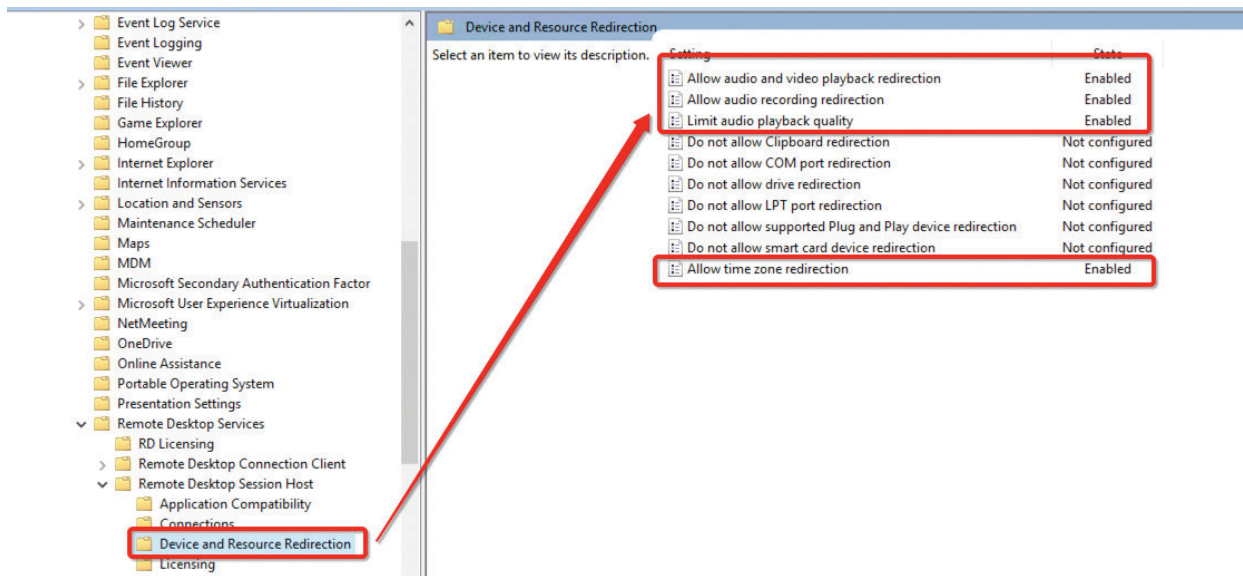 Event Log Service
Event Logging
Event Viewer
File Explorer
File History
Game Explorer
HomeGroup
Internet Explorer
Internet Information Services
Location and Sensors
Maintenance Scheduler
Maps
MDM
Microsoft Secondary Authentication Factor
Microsoft User Experience Virtualization
NetMeeting
OneDrive
Online Assistance
Portable Operating System
Presentation Settings
Remote Desktop Services
RD Licensing
Remote Desktop Connection Client
Remote Desktop Session Host
Application Compatibility
Connections
Device and Resource Redirection
Licensing
Device and Resource Redirection
Select an item to view its description.
Setting State
Allow audio and video playback redirection Enabled
Allow audio recording redirection Enabled
Limit audio playback quality Enabled
Do not allow Clipboard redirection Not configured
Do not allow COM port redirection Not configured
Do not allow drive redirection Not configured
Do not allow LPT port redirection Not configured
Do not allow supported Plug and Play device redirection Not configured
Do not allow smart card device redirection Not configured
Allow time zone redirection Enabled